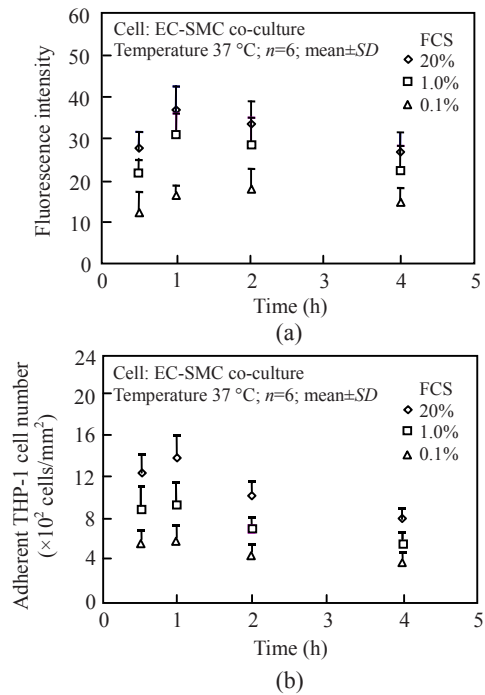 60
50
40
30
20
10
0
Fluorescence intensity
Cell: EC-SMC co-culture
Temperature 37 °C; n=6; mean±SD
FCS
20%
1.0%
0.1%
0 1 2 3 4 5
Time (h)
(a)
24
20
16
12
8
4
0
Adherent THP-1 cell number
(×10² cells/mm²)
Cell: EC-SMC co-culture
Temperature 37 °C; n=6; mean±SD
FCS
20%
1.0%
0.1%
0 1 2 3 4 5
Time (h)
(b)